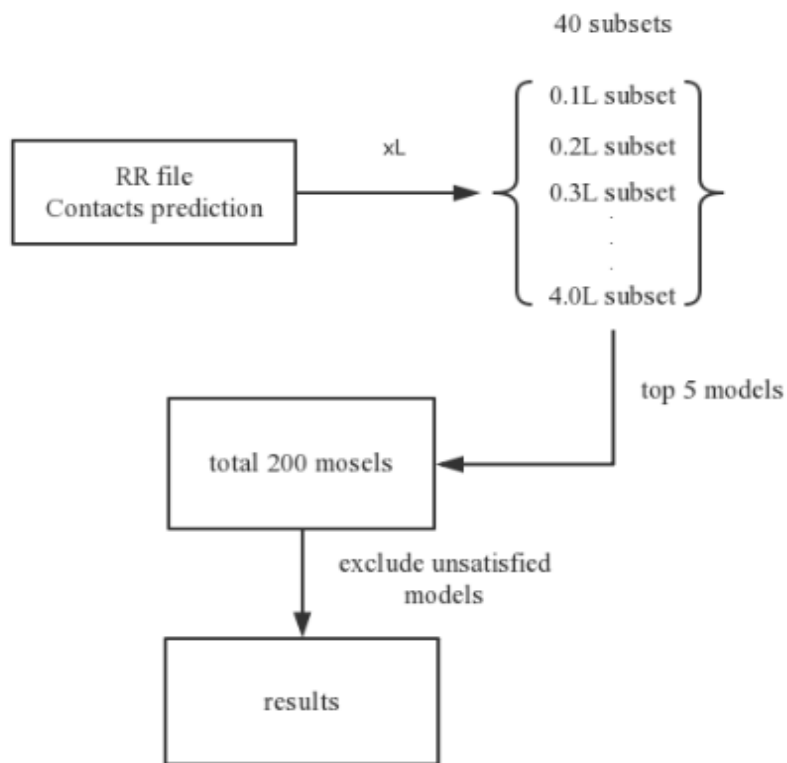 40 subsets
0.1L subset
0.2L subset
0.3L subset
.
.
.
4.0L subset
xL
RR file
Contacts prediction
top 5 models
total 200 mosels
exclude unsatisfied
models
results